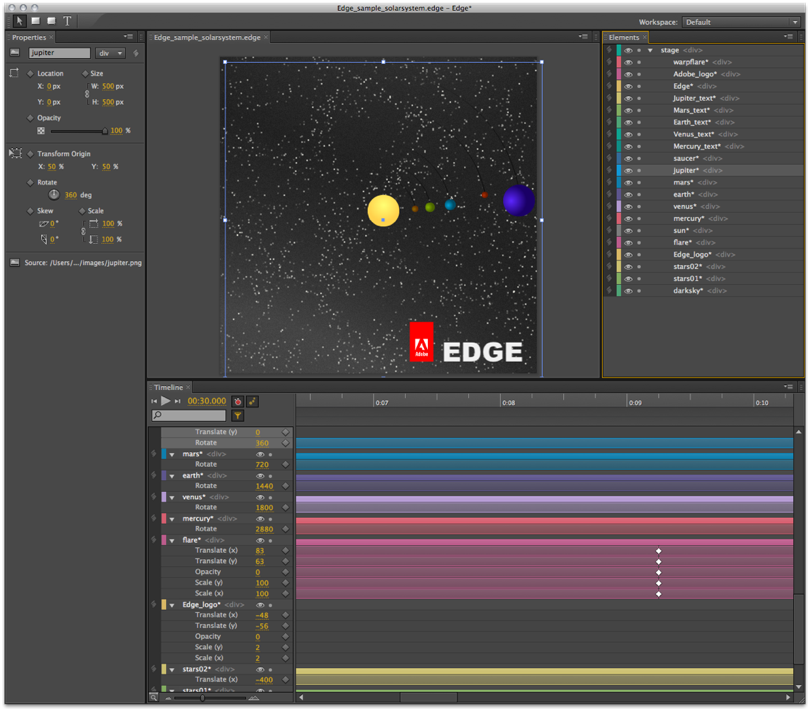 Edge_sample_solarsystem.edge – Edge*
T
Workspace: Default
Properties ×
jupiter
div
Location
X: 0 px
Y: 0 px
Size
W: 500 px
H: 500 px
Opacity
100 %
Transform Origin
X: 50 %
Y: 50 %
Rotate
360 deg
Skew
0°
0°
Scale
100 %
100 %
Source: /Users/.../images/jupiter.png
Edge_sample_solarsystem.edge ×
Adobe
EDGE
Elements ×
stage <div>
warpflare* <div>
Adobe_logo* <div>
Edge* <div>
Jupiter_text* <div>
Mars_text* <div>
Earth_text* <div>
Venus_text* <div>
Mercury_text* <div>
saucer* <div>
jupiter* <div>
mars* <div>
earth* <div>
venus* <div>
mercury* <div>
sun* <div>
flare* <div>
Edge_logo* <div>
stars02* <div>
stars01* <div>
darksky* <div>
Timeline ×
00:30.000
0:07
0:08
0:09
0:10
Translate (y) 0
Rotate 360
mars* <div>
Rotate 720
earth* <div>
Rotate 1440
venus* <div>
Rotate 1800
mercury* <div>
Rotate 2880
flare* <div>
Translate (x) 83
Translate (y) 63
Opacity 0
Scale (y) 100
Scale (x) 100
Edge_logo* <div>
Translate (x) -48
Translate (y) -56
Opacity 0
Scale (y) 2
Scale (x) 2
stars02* <div>
Translate (x) -400
stars01* <div>